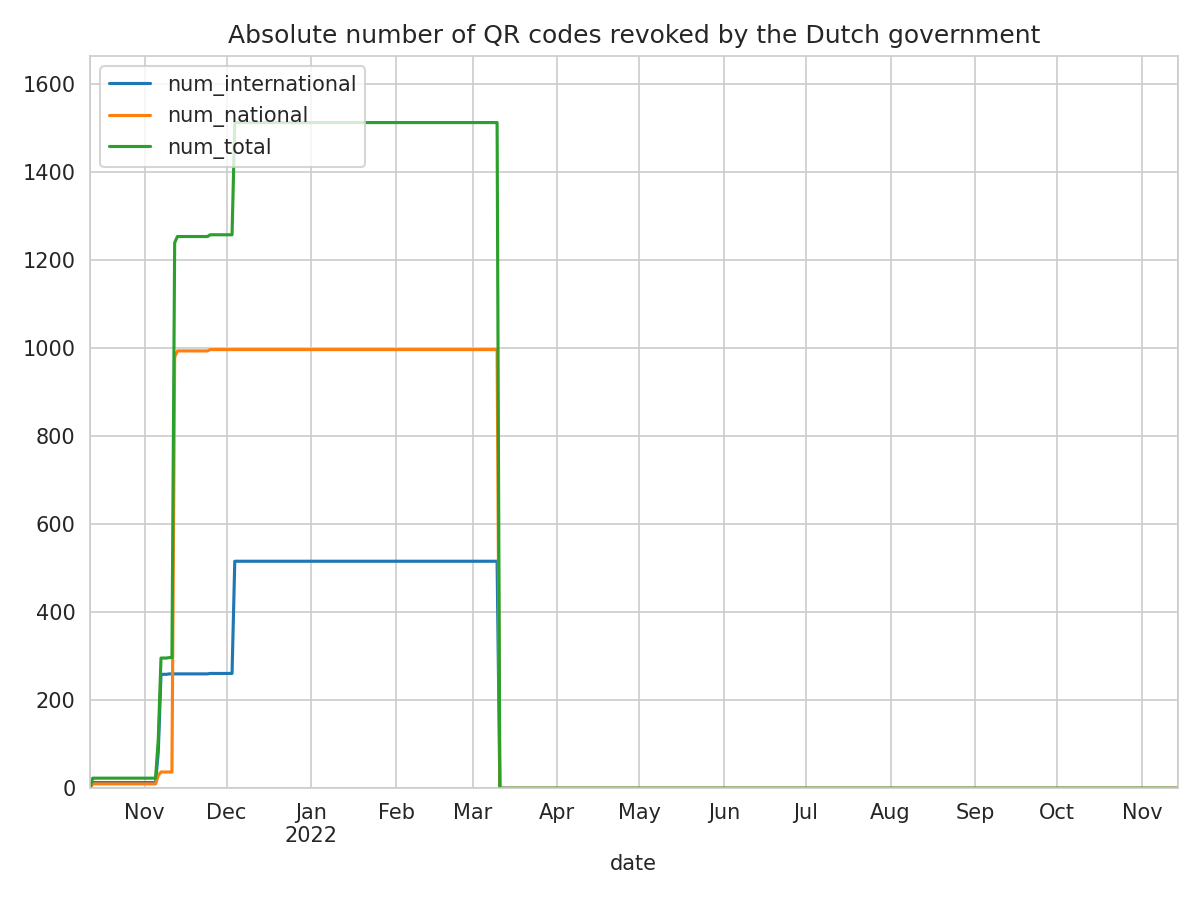 Absolute number of QR codes revoked by the Dutch government
num_international
num_national
num_total
1600
1400
1200
1000
800
600
400
200
0
Nov Dec Jan Feb Mar Apr May Jun Jul Aug Sep Oct Nov
2022
date